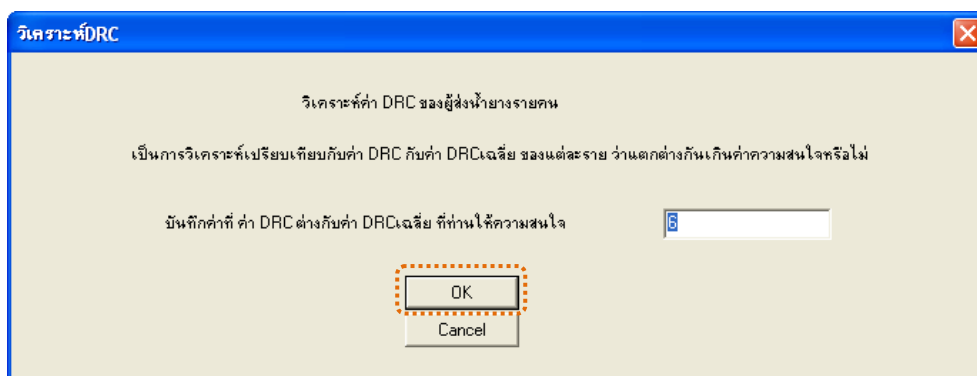 วิเคราะห์DRC
วิเคราะห์ค่า DRC ของผู้ส่งน้ำยางรายคน
เป็นการวิเคราะห์เปรียบเทียบกับค่า DRC กับค่า DRCเฉลี่ย ของแต่ละราย ว่าแตกต่างกันเกินค่าความสนใจหรือไม่
บันทึกค่าที่ ค่า DRC ต่างกับค่า DRCเฉลี่ย ที่ท่านให้ความสนใจ 6
OK
Cancel